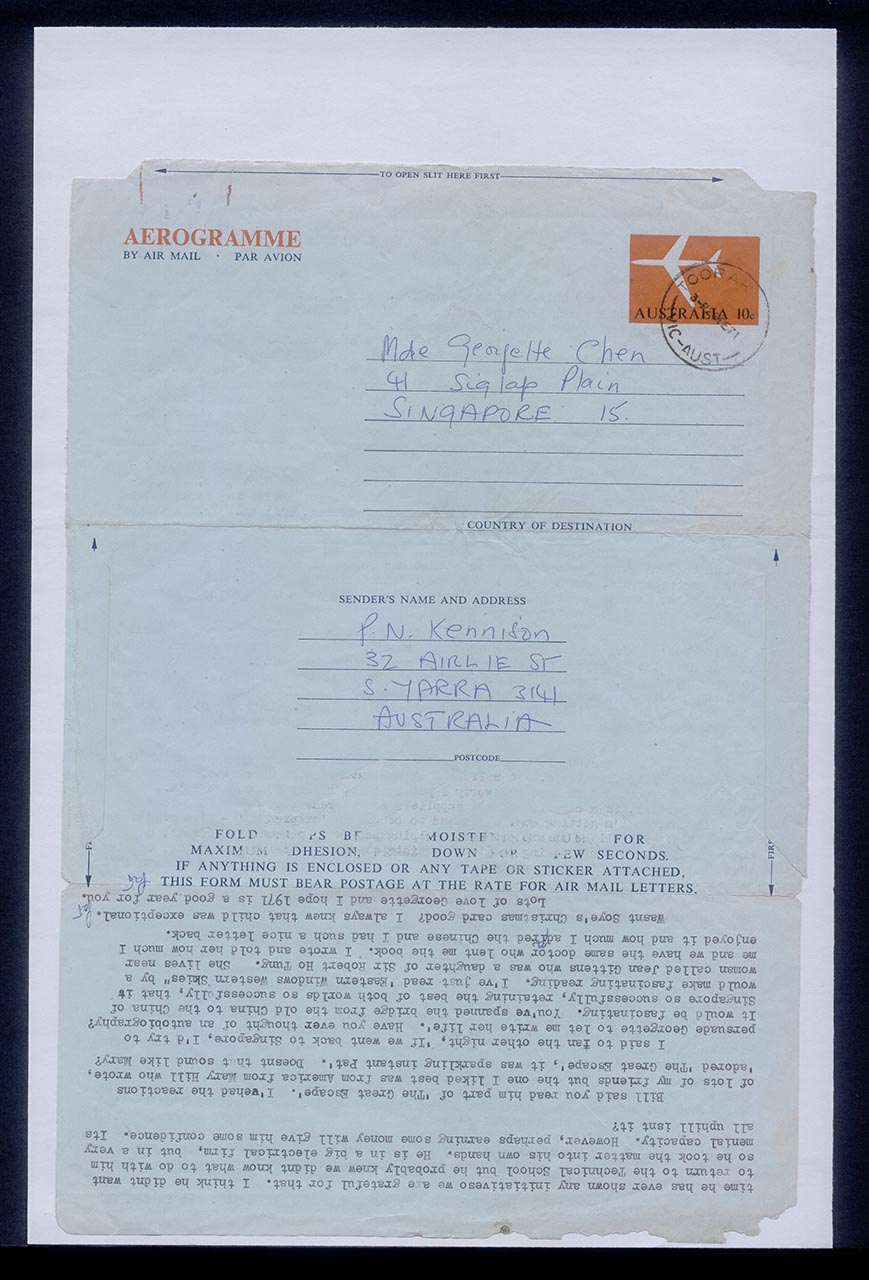 TO OPEN SLIT HERE FIRST
AEROGRAMME
BY AIR MAIL · PAR AVION
AUSTRALIA 10c
TOORAK
VIC-AUST
Mdme Georgette Chen
41 Siglap Plain
SINGAPORE 15.
COUNTRY OF DESTINATION
SENDER'S NAME AND ADDRESS
P.N. Kennison
32 AIRLIE ST
S. YARRA 3141
AUSTRALIA
POSTCODE
FOLD PS BE MOISTE FOR
MAXIM M DHESION, DOWN FOR FEW SECONDS.
IF ANYTHING IS ENCLOSED OR ANY TAPE OR STICKER ATTACHED,
THIS FORM MUST BEAR POSTAGE AT THE RATE FOR AIR MAIL LETTERS.
time he has ever shown any initiativeso we are grateful for that. I think he didnt want
to return to the Technical School but he probably knew we didnt know what to do with him
so he took the matter into his own hands. He is in a big electrical firm, but in a very
menial capacity. However, perhaps earning some money will give him some confidence. Its
all uphill isnt it?
Bill said you read him part of 'The Great Escape'. I'vehad the reactions
of lots of my friends but the one I liked best was from America from Mary Hill who wrote,
'adored 'The Great Escape', it was sparkling instant Pat'. Doesnt tht sound like Mary?
I said to Ian the other night, 'If we went back to Singapore, I'd try to
persuade Georgette to let me write her life'. Have you ever thought of an autobiography?
It would be fascinating. You've spanned the bridge from the old China to the China of
Singapore so successfully, retaining the best of both worlds so successfully, that it
would make fascinating reading. I've just read 'Eastern Windows Western Skies" by a
woman called Jean Gittens who was a daughter of Sir Robert Ho Tung. She lives near
me and we have the same doctor who lent me the book. I wrote and told her how much I
enjoyed it and how much I admired the Chinese and I had such a nice letter back.
Wasnt Soye's Christmas card good? I always knew that child was exceptional.
Lots of love Georgette and I hope 1971 is a good year for you.
Pat